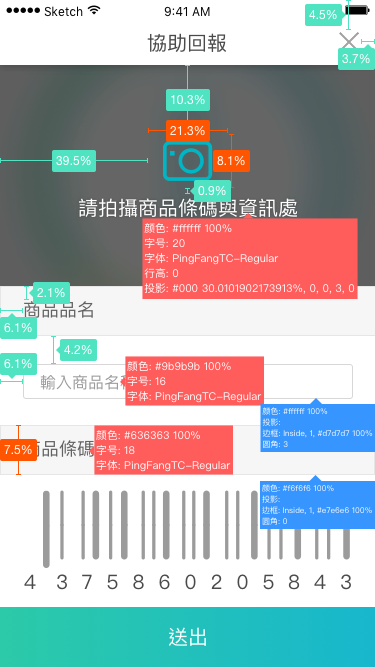 Sketch
9:41 AM
4.5%
協助回報
3.7%
10.3%
21.3%
39.5%
8.1%
0.9%
請拍攝商品條碼與資訊處
颜色: #ffffff 100%
字号: 20
字体: PingFangTC-Regular
行高: 0
投影: #000 30.0101902173913%, 0, 0, 3, 0
2.1%
商品品名
6.1%
4.2%
6.1%
輸入商品名稱
颜色: #9b9b9b 100%
字号: 16
字体: PingFangTC-Regular
颜色: #ffffff 100%
投影:
边框: Inside, 1, #d7d7d7 100%
圆角: 3
7.5%
商品條碼
颜色: #636363 100%
字号: 18
字体: PingFangTC-Regular
颜色: #f6f6f6 100%
投影:
边框: Inside, 1, #e7e6e6 100%
圆角: 0
4 3 7 5 8 6 0 2 0 5 8 4 3
送出